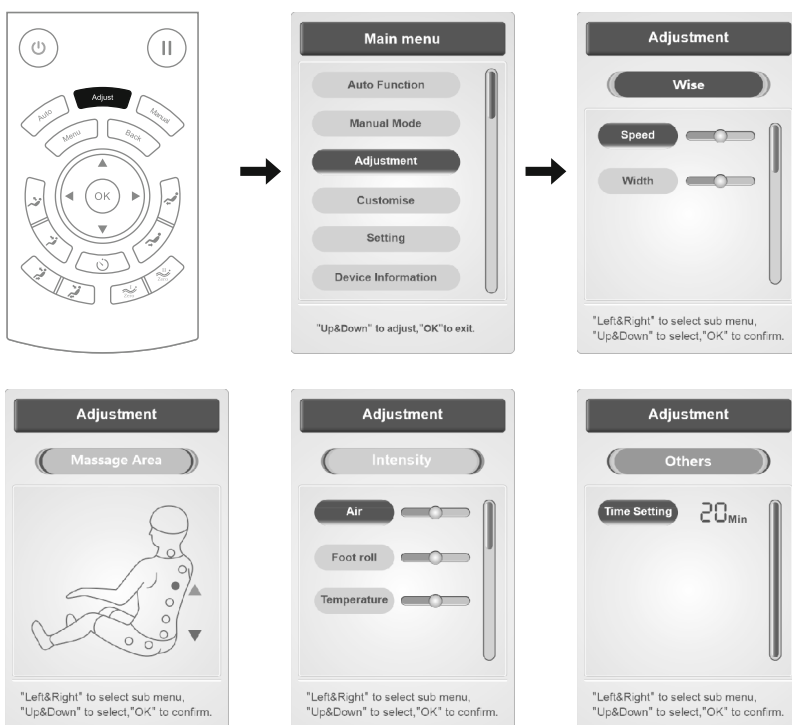 Adjust
Auto
Manual
Menu
Back
OK
Zero
Zero
Main menu
Auto Function
Manual Mode
Adjustment
Customise
Setting
Device Information
"Up&Down" to adjust,"OK"to exit.
Adjustment
Wise
Speed
Width
"Left&Right" to select sub menu,
"Up&Down" to select,"OK" to confirm.
Adjustment
Massage Area
"Left&Right" to select sub menu,
"Up&Down" to select,"OK" to confirm.
Adjustment
Intensity
Air
Foot roll
Temperature
"Left&Right" to select sub menu,
"Up&Down" to select,"OK" to confirm.
Adjustment
Others
Time Setting 20 Min
"Left&Right" to select sub menu,
"Up&Down" to select,"OK" to confirm.